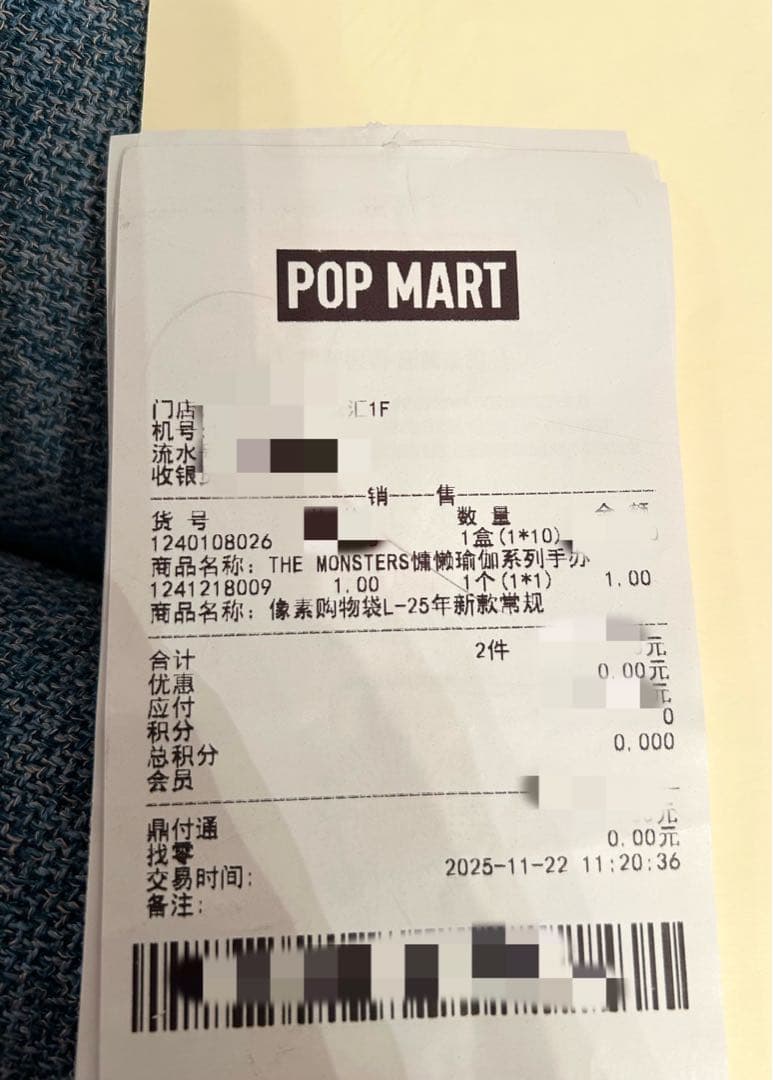 POP MART
门店 汇1F
机号:
流水
收银
销 售
货 号 数 量 金 额
1240108026 1盒(1*10)
商品名称: THE MONSTERS慵懒瑜伽系列手办
1241218009 1.00 1个(1*1) 1.00
商品名称: 像素购物袋L-25年新款常规
合计 2件 元
优惠 0.00元
应付 元
积分 0
总积分 0.000
会员
鼎付通 元
找零 0.00元
交易时间: 2025-11-22 11:20:36
备注: